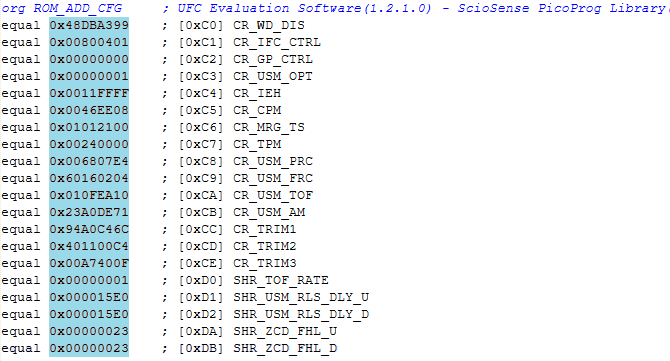 org ROM_ADD_CFG ; UFC Evaluation Software(1.2.1.0) - ScioSense PicoProg Library(
equal 0x48DBA399 ; [0xC0] CR_WD_DIS
equal 0x00800401 ; [0xC1] CR_IFC_CTRL
equal 0x00000000 ; [0xC2] CR_GP_CTRL
equal 0x00000001 ; [0xC3] CR_USM_OPT
equal 0x0011FFFF ; [0xC4] CR_IEH
equal 0x0046EE08 ; [0xC5] CR_CPM
equal 0x01012100 ; [0xC6] CR_MRG_TS
equal 0x00240000 ; [0xC7] CR_TPM
equal 0x006807E4 ; [0xC8] CR_USM_PRC
equal 0x60160204 ; [0xC9] CR_USM_FRC
equal 0x010FEA10 ; [0xCA] CR_USM_TOF
equal 0x23A0DE71 ; [0xCB] CR_USM_AM
equal 0x94A0C46C ; [0xCC] CR_TRIM1
equal 0x401100C4 ; [0xCD] CR_TRIM2
equal 0x00A7400F ; [0xCE] CR_TRIM3
equal 0x00000001 ; [0xD0] SHR_TOF_RATE
equal 0x000015E0 ; [0xD1] SHR_USM_RLS_DLY_U
equal 0x000015E0 ; [0xD2] SHR_USM_RLS_DLY_D
equal 0x00000023 ; [0xDA] SHR_ZCD_FHL_U
equal 0x00000023 ; [0xDB] SHR_ZCD_FHL_D